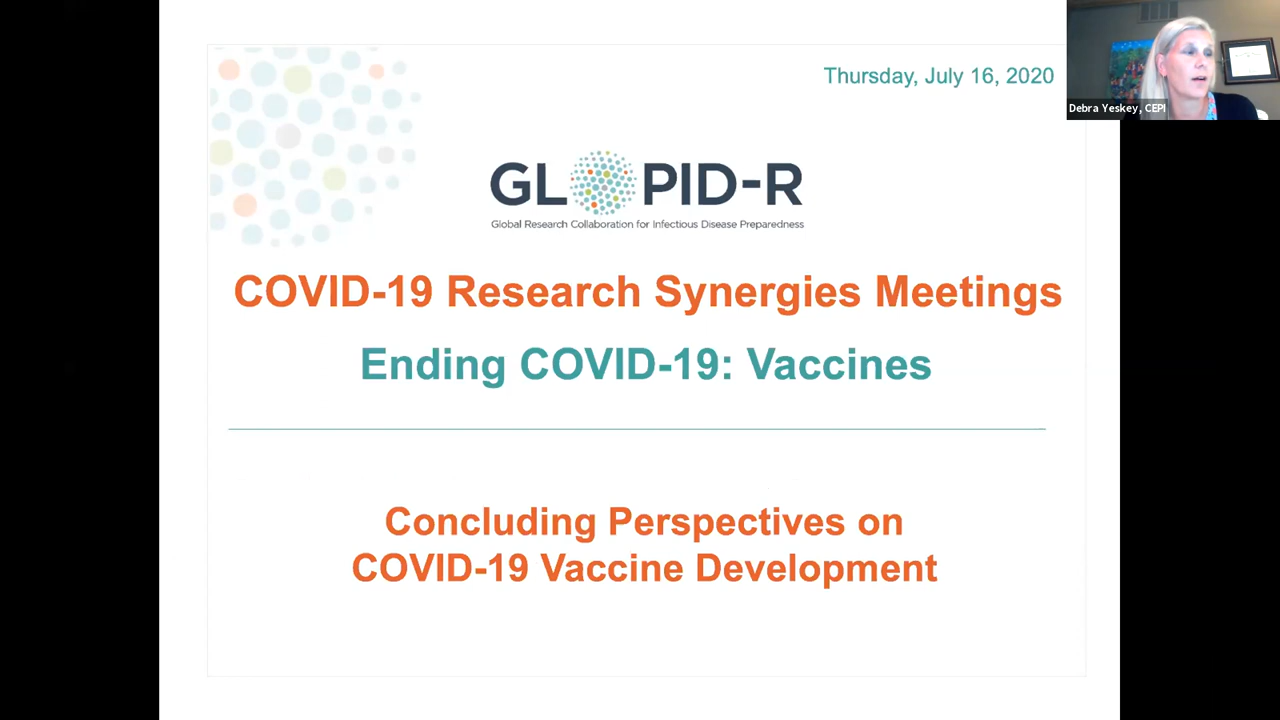 Thursday, July 16, 2020
Debra Yeskey, CEPI
GLOPID-R
Global Research Collaboration for Infectious Disease Preparedness
COVID-19 Research Synergies Meetings
Ending COVID-19: Vaccines
Concluding Perspectives on
COVID-19 Vaccine Development